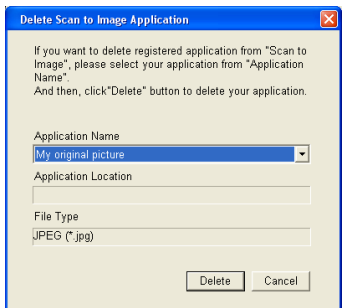 Delete Scan to Image Application
If you want to delete registered application from "Scan to
Image", please select your application from "Application
Name".
And then, click"Delete" button to delete your application.
Application Name
My original picture
Application Location
File Type
JPEG (*.jpg)
Delete Cancel